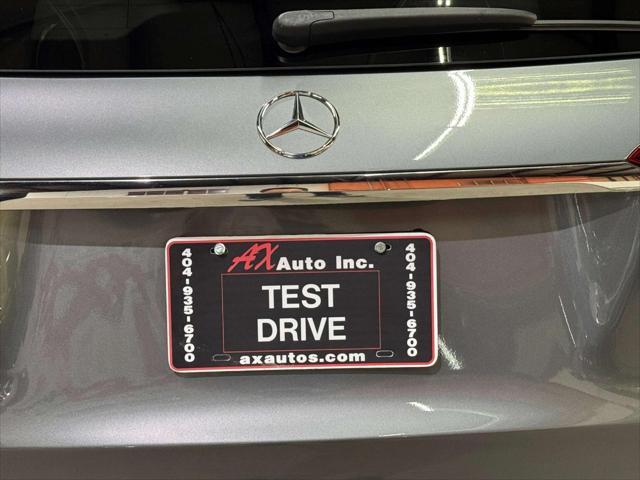 AX Auto Inc.
404-935-6700
TEST
DRIVE
404-935-6700
axautos.com